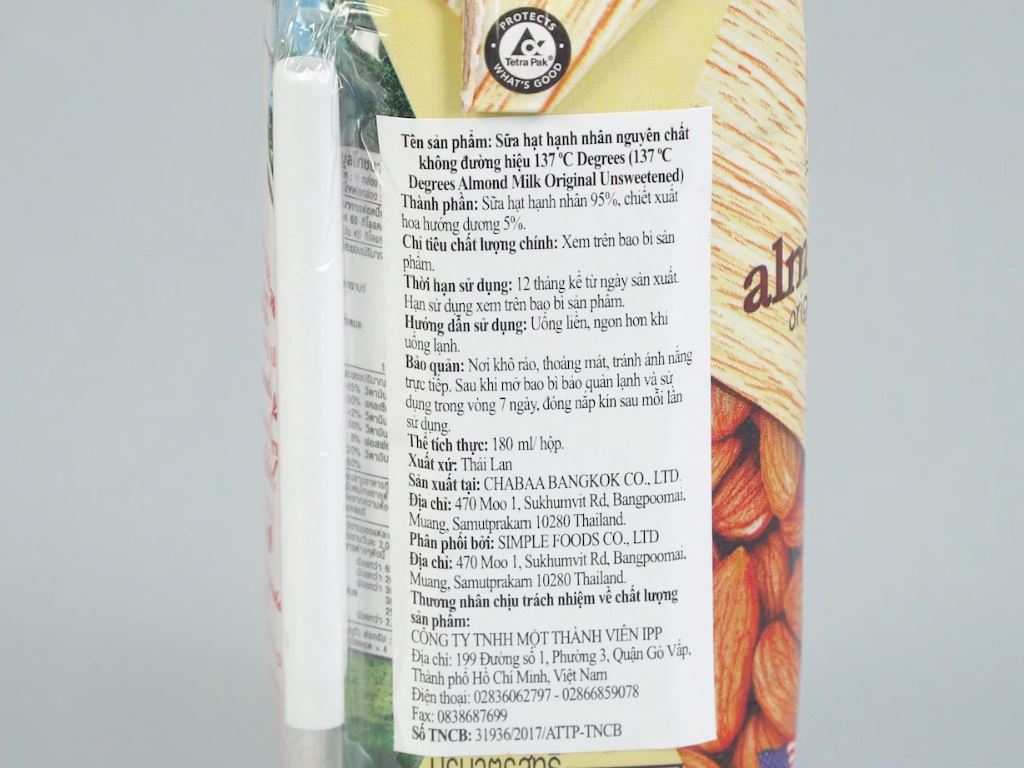 PROTECTS
Tetra Pak®
WHAT'S GOOD
Tên sản phẩm: Sữa hạt hạnh nhân nguyên chất
không đường hiệu 137 °C Degrees (137 °C
Degrees Almond Milk Original Unsweetened)
Thành phần: Sữa hạt hạnh nhân 95%, chiết xuất
hoa hướng dương 5%.
Chỉ tiêu chất lượng chính: Xem trên bao bì sản
phẩm.
Thời hạn sử dụng: 12 tháng kể từ ngày sản xuất.
Hạn sử dụng xem trên bao bì sản phẩm.
Hướng dẫn sử dụng: Uống liền, ngon hơn khi
uống lạnh.
Bảo quản: Nơi khô ráo, thoáng mát, tránh ánh nắng
trực tiếp. Sau khi mở bao bì bảo quản lạnh và sử
dụng trong vòng 7 ngày, đóng nắp kín sau mỗi lần
sử dụng.
Thể tích thực: 180 ml/ hộp.
Xuất xứ: Thái Lan
Sản xuất tại: CHABAA BANGKOK CO., LTD.
Địa chỉ: 470 Moo 1, Sukhumvit Rd, Bangpoomai,
Muang, Samutprakarn 10280 Thailand.
Phân phối bởi: SIMPLE FOODS CO., LTD
Địa chỉ: 470 Moo 1, Sukhumvit Rd, Bangpoomai,
Muang, Samutprakarn 10280 Thailand.
Thương nhân chịu trách nhiệm về chất lượng
sản phẩm:
CÔNG TY TNHH MỘT THÀNH VIÊN IPP
Địa chỉ: 199 Đường số 1, Phường 3, Quận Gò Vấp,
Thành phố Hồ Chí Minh, Việt Nam
Điện thoại: 02836062797 - 02866859078
Fax: 0838687699
Số TNCB: 31936/2017/ATTP-TNCB